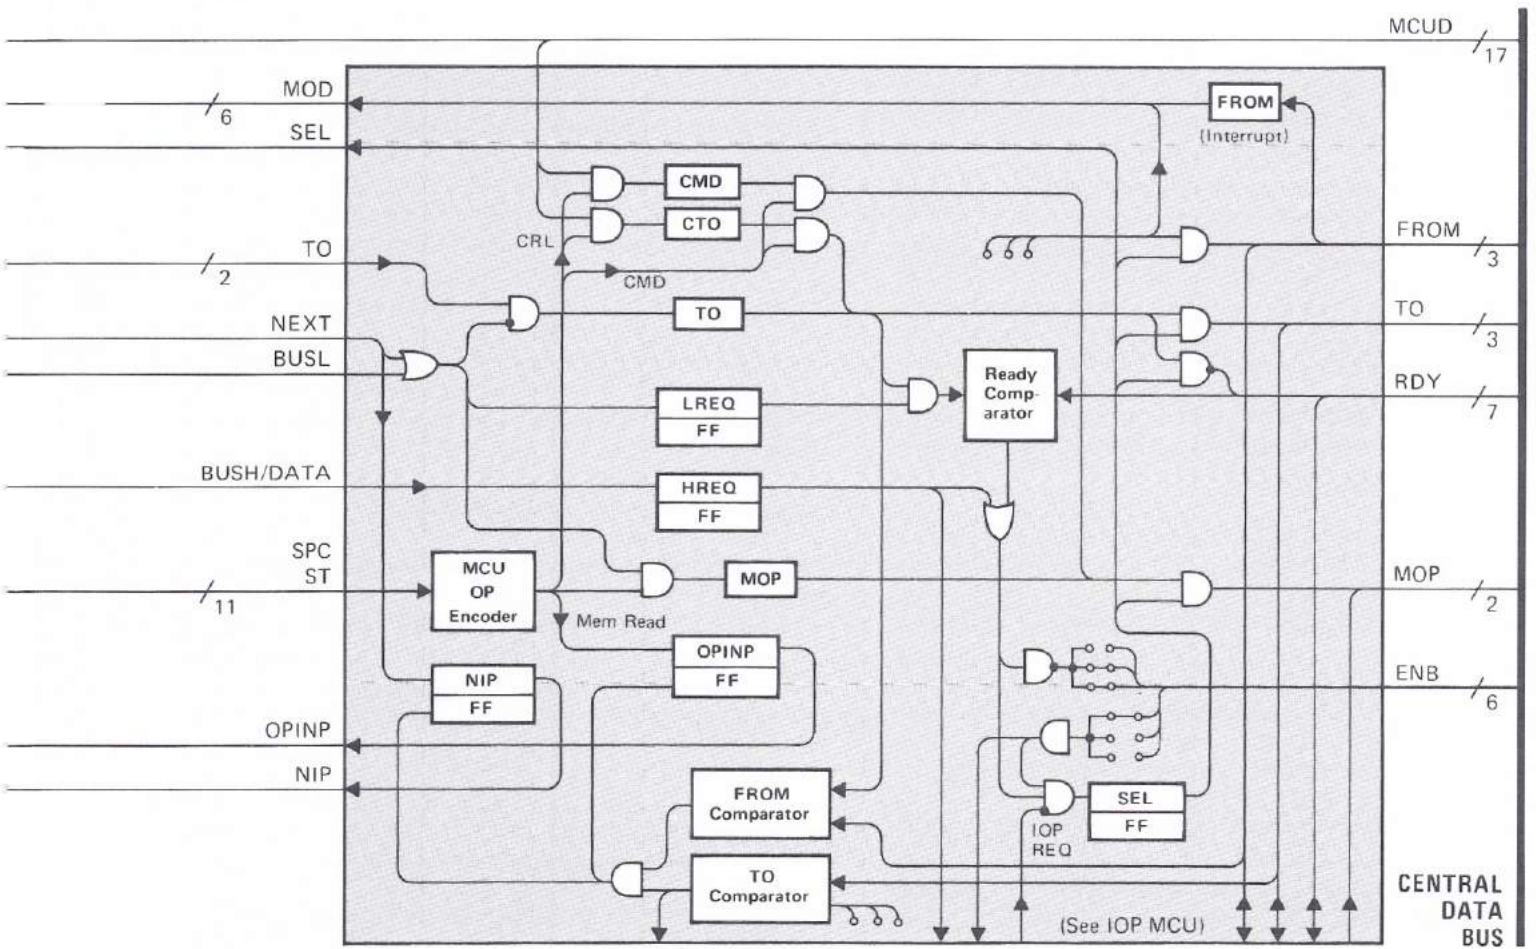 MCUD
17
MOD
6
FROM
(Interrupt)
SEL
CMD
CTO
CRL
FROM
3
TO
2
CMD
TO
TO
3
NEXT
BUSL
Ready
Comp-
arator
RDY
7
LREQ
FF
BUSH/DATA
HREQ
FF
SPC
ST
11
MCU
OP
Encoder
MOP
MOP
2
Mem Read
OPINP
FF
NIP
FF
ENB
6
OPINP
NIP
FROM
Comparator
SEL
FF
IOP
REQ
TO
Comparator
(See IOP MCU)
CENTRAL
DATA
BUS